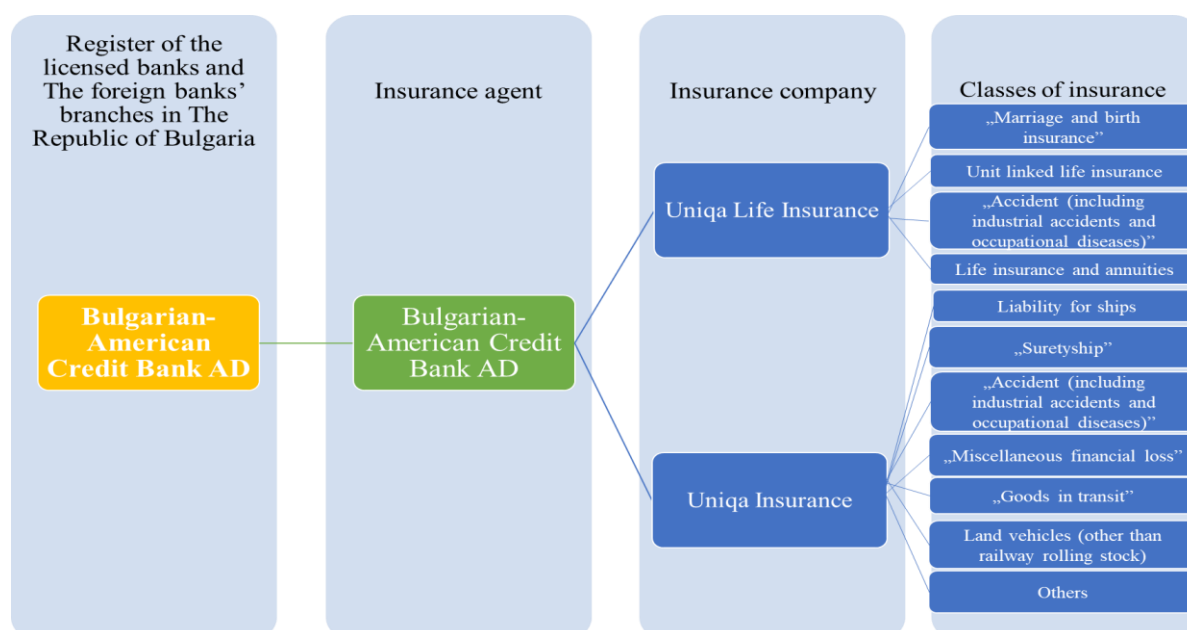 Register of the
licensed banks and
The foreign banks’
branches in The
Republic of Bulgaria
Bulgarian-
American
Credit Bank AD
Insurance agent
Bulgarian-
American Credit
Bank AD
Insurance company
Uniqa Life Insurance
Uniqa Insurance
Classes of insurance
„Marriage and birth
insurance”
Unit linked life insurance
„Accident (including
industrial accidents and
occupational diseases)”
Life insurance and annuities
Liability for ships
„Suretyship”
„Accident (including
industrial accidents and
occupational diseases)”
„Miscellaneous financial loss”
„Goods in transit”
Land vehicles (other than
railway rolling stock)
Others